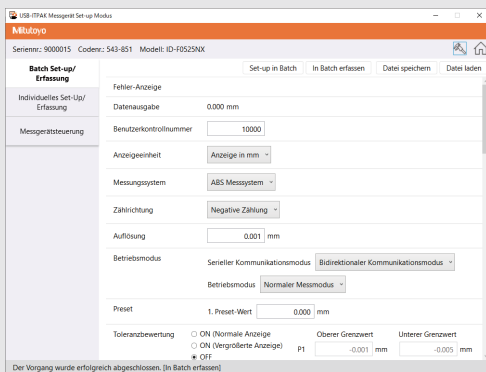 USB-ITPAK Messgerät Set-up Modus
Mitutoyo
Seriennr.: 9000015 Codenr.: 543-851 Modell: ID-F0525NX
Batch Set-up/
Erfassung
Individuelles Set-Up/
Erfassung
Messgerätsteuerung
Set-up in Batch
In Batch erfassen
Datei speichern
Datei laden
Fehler-Anzeige
Datenausgabe 0.000 mm
Benutzerkontrollnummer 10000
Anzeigeeinheit Anzeige in mm
Messungssystem ABS Messsystem
Zählrichtung Negative Zählung
Auflösung 0.001 mm
Betriebsmodus Serieller Kommunikationsmodus Bidirektionaler Kommunikationsmodus
Betriebsmodus Normaler Messmodus
Preset 1. Preset-Wert 0.000 mm
Toleranzbewertung ON (Normale Anzeige Oberer Grenzwert Unterer Grenzwert
ON (Vergrößerte Anzeige) P1 -0.001 mm -0.005 mm
OFF
Der Vorgang wurde erfolgreich abgeschlossen. [In Batch erfassen]